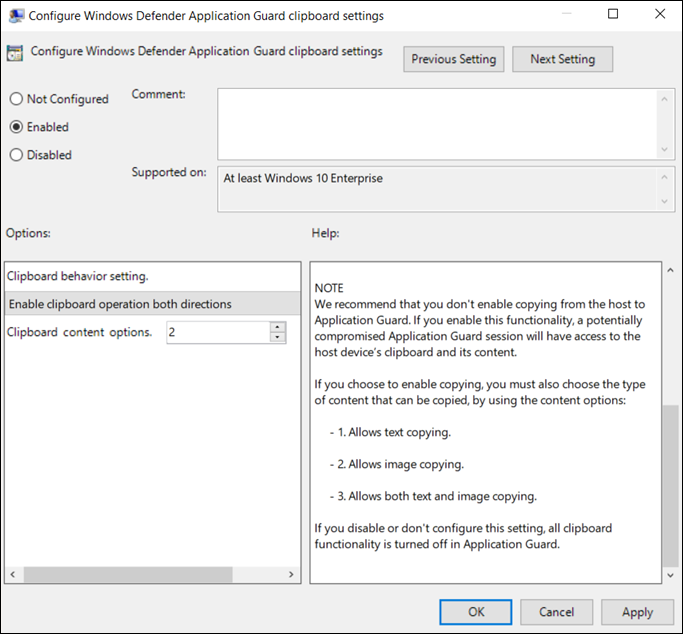 Configure Windows Defender Application Guard clipboard settings
Configure Windows Defender Application Guard clipboard settings
Previous Setting
Next Setting
Not Configured
Comment:
Enabled
Disabled
Supported on:
At least Windows 10 Enterprise
Options:
Help:
Clipboard behavior setting.
Enable clipboard operation both directions
Clipboard content options. 2
NOTE
We recommend that you don't enable copying from the host to
Application Guard. If you enable this functionality, a potentially
compromised Application Guard session will have access to the
host device's clipboard and its content.
If you choose to enable copying, you must also choose the type
of content that can be copied, by using the content options:
- 1. Allows text copying.
- 2. Allows image copying.
- 3. Allows both text and image copying.
If you disable or don't configure this setting, all clipboard
functionality is turned off in Application Guard.
OK
Cancel
Apply